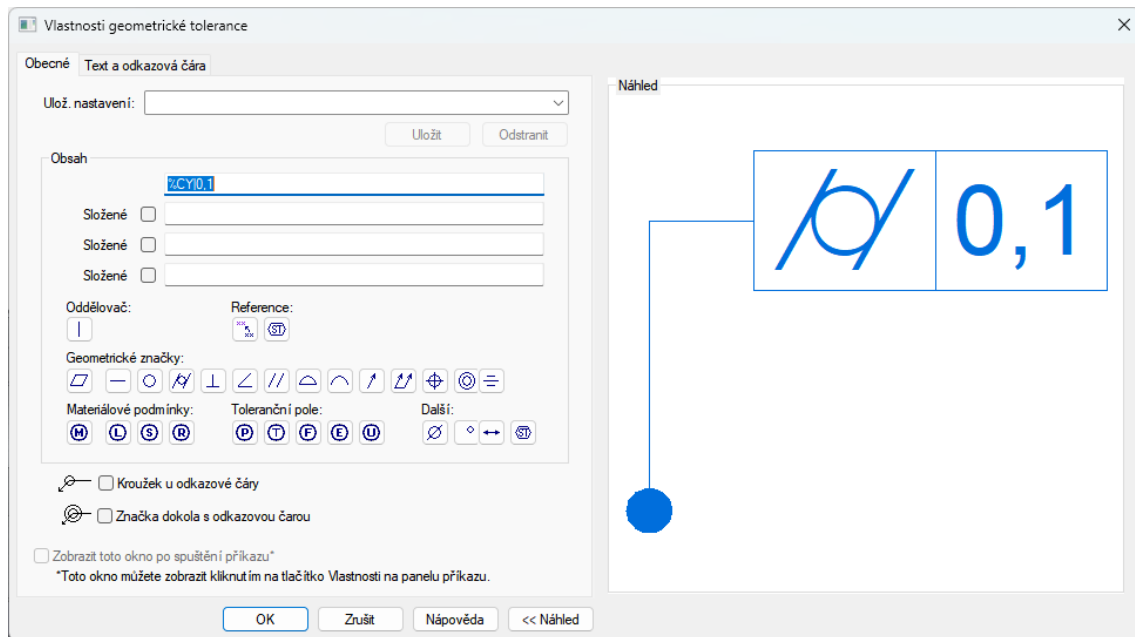 Vlastnosti geometrické tolerance
Obecné Text a odkazová čára
Ulož. nastavení:
Uložit Odstranit
Obsah
%CY|0,1
Složené
Složené
Složené
Oddělovač: Reference:
Geometrické značky:
Materiálové podmínky: Toleranční pole: Další:
M L S R P T F E U ST
Kroužek u odkazové čáry
Značka dokola s odkazovou čarou
Zobrazit toto okno po spuštění příkazu*
*Toto okno můžete zobrazit kliknutím na tlačítko Vlastnosti na panelu příkazu.
OK Zrušit Nápověda << Náhled
Náhled
0,1